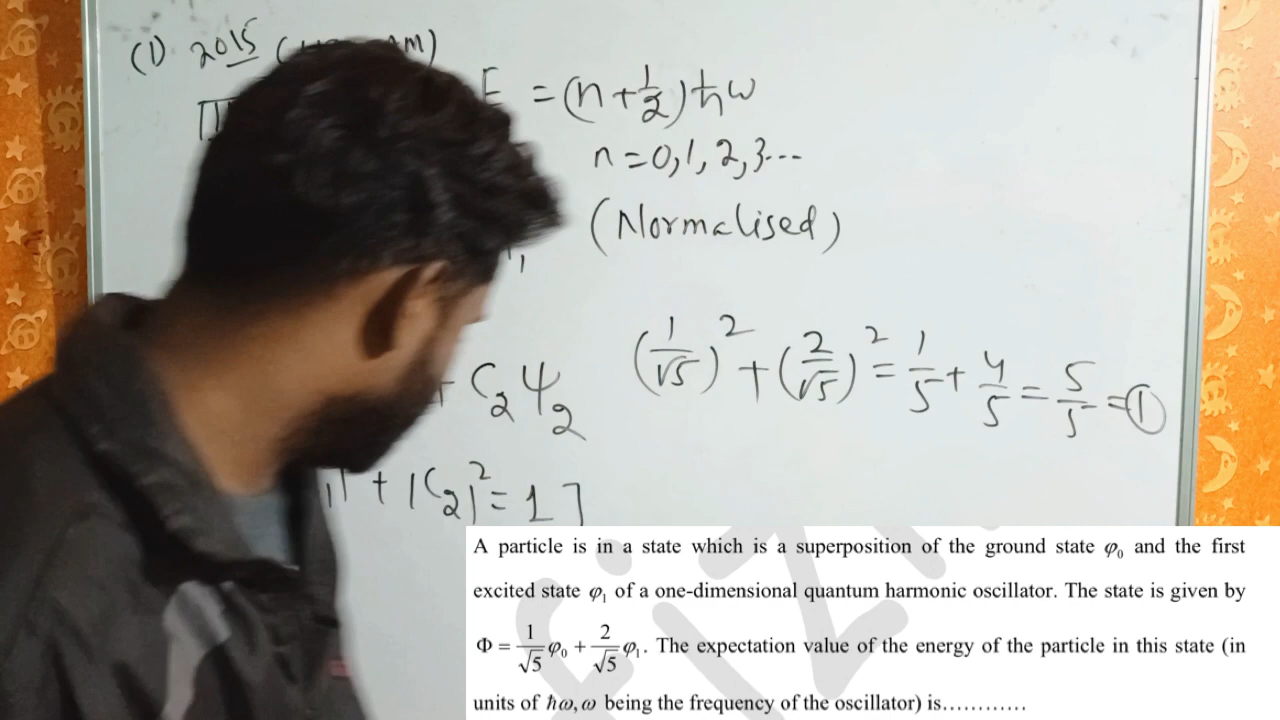 (1) 2015 ( M)
E = (n + 1/2) ħω
n = 0, 1, 2, 3---
(Normalised)
(1/√5)² + (2/√5)² = 1/5 + 4/5 = 5/5 = 1
+ C₂ψ₂
+ |C₂|² = 1]
A particle is in a state which is a superposition of the ground state φ₀ and the first
excited state φ₁ of a one-dimensional quantum harmonic oscillator. The state is given by
Φ = 1/√5 φ₀ + 2/√5 φ₁. The expectation value of the energy of the particle in this state (in
units of ħω, ω being the frequency of the oscillator) is…………